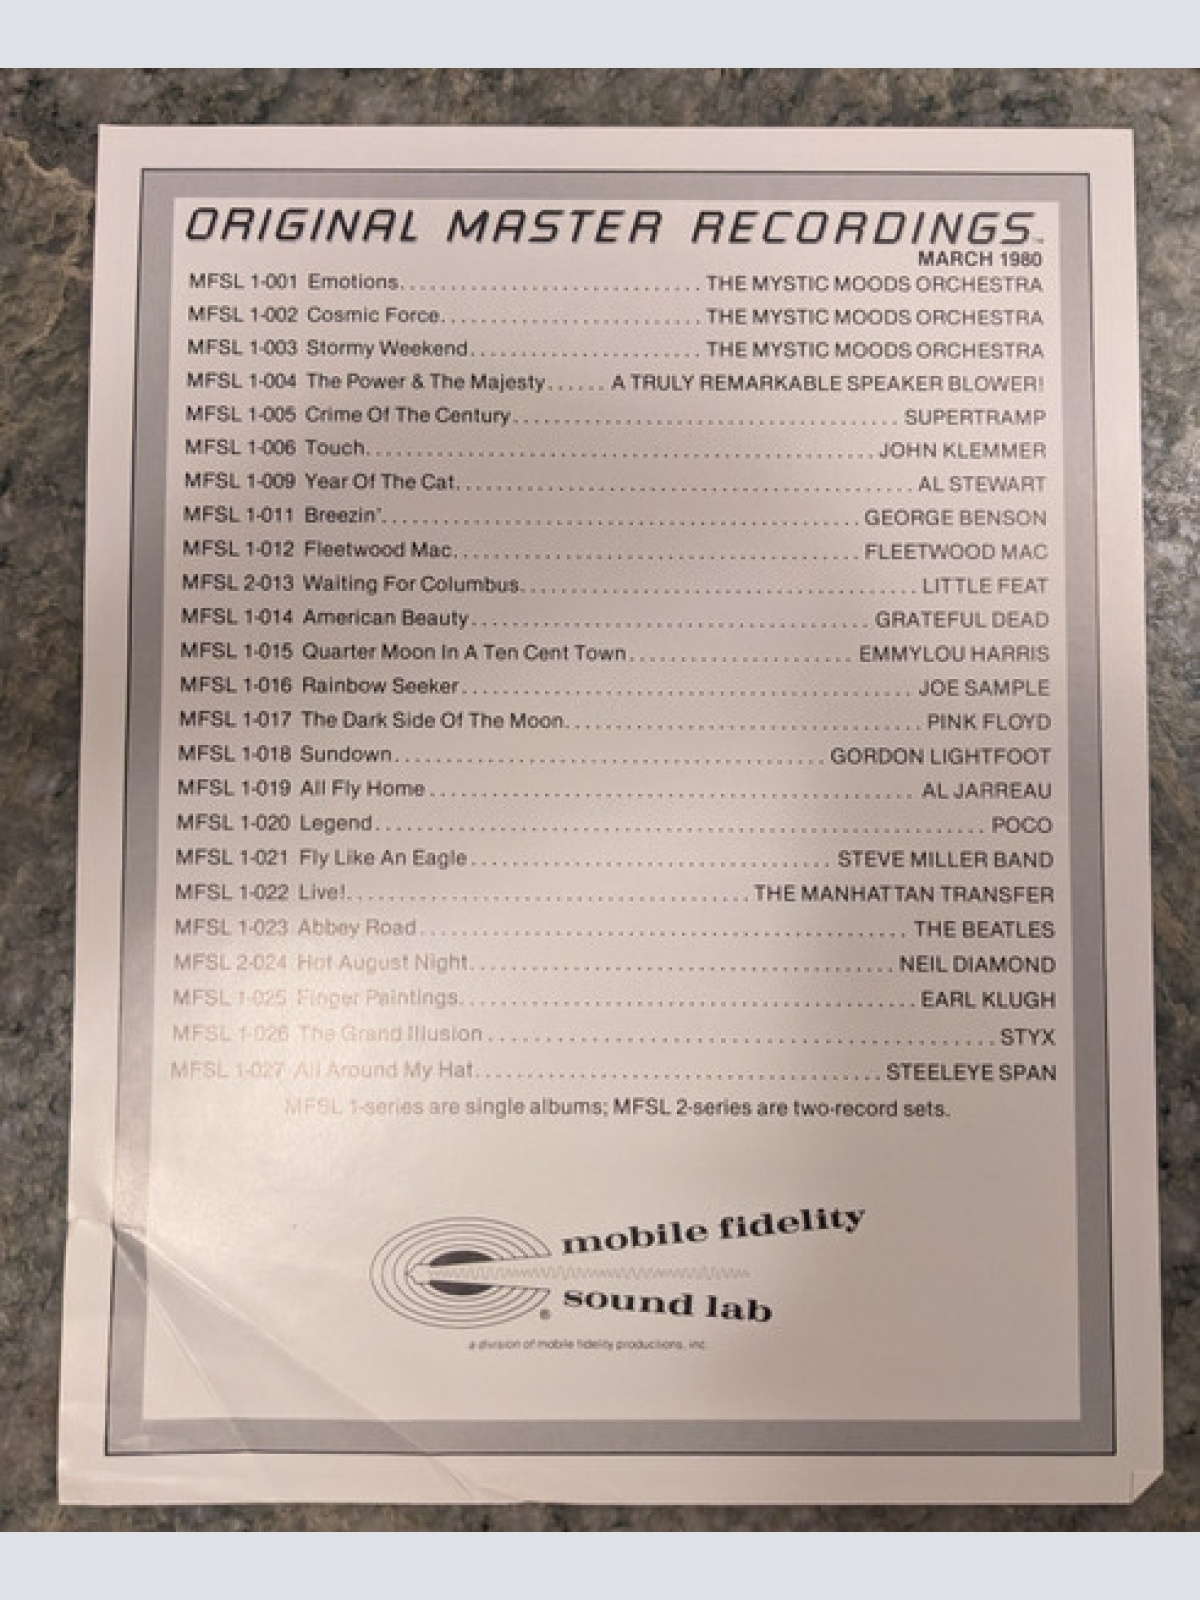 ORIGINAL MASTER RECORDINGS™
MARCH 1980
MFSL 1-001 Emotions.............................. THE MYSTIC MOODS ORCHESTRA
MFSL 1-002 Cosmic Force.......................... THE MYSTIC MOODS ORCHESTRA
MFSL 1-003 Stormy Weekend....................... THE MYSTIC MOODS ORCHESTRA
MFSL 1-004 The Power & The Majesty...... A TRULY REMARKABLE SPEAKER BLOWER!
MFSL 1-005 Crime Of The Century....................................... SUPERTRAMP
MFSL 1-006 Touch................................................... JOHN KLEMMER
MFSL 1-009 Year Of The Cat.............................................. AL STEWART
MFSL 1-011 Breezin'................................................ GEORGE BENSON
MFSL 1-012 Fleetwood Mac......................................... FLEETWOOD MAC
MFSL 2-013 Waiting For Columbus........................................ LITTLE FEAT
MFSL 1-014 American Beauty........................................ GRATEFUL DEAD
MFSL 1-015 Quarter Moon In A Ten Cent Town...................... EMMYLOU HARRIS
MFSL 1-016 Rainbow Seeker............................................. JOE SAMPLE
MFSL 1-017 The Dark Side Of The Moon.................................... PINK FLOYD
MFSL 1-018 Sundown........................................... GORDON LIGHTFOOT
MFSL 1-019 All Fly Home................................................. AL JARREAU
MFSL 1-020 Legend............................................................. POCO
MFSL 1-021 Fly Like An Eagle.................................... STEVE MILLER BAND
MFSL 1-022 Live!........................................ THE MANHATTAN TRANSFER
MFSL 1-023 Abbey Road................................................. THE BEATLES
MFSL 2-024 Hot August Night........................................... NEIL DIAMOND
MFSL 1-025 Finger Paintings.............................................. EARL KLUGH
MFSL 1-026 The Grand Illusion................................................... STYX
MFSL 1-027 All Around My Hat......................................... STEELEYE SPAN
MFSL 1-series are single albums; MFSL 2-series are two-record sets.
mobile fidelity
sound lab
®
a division of mobile fidelity productions, inc.